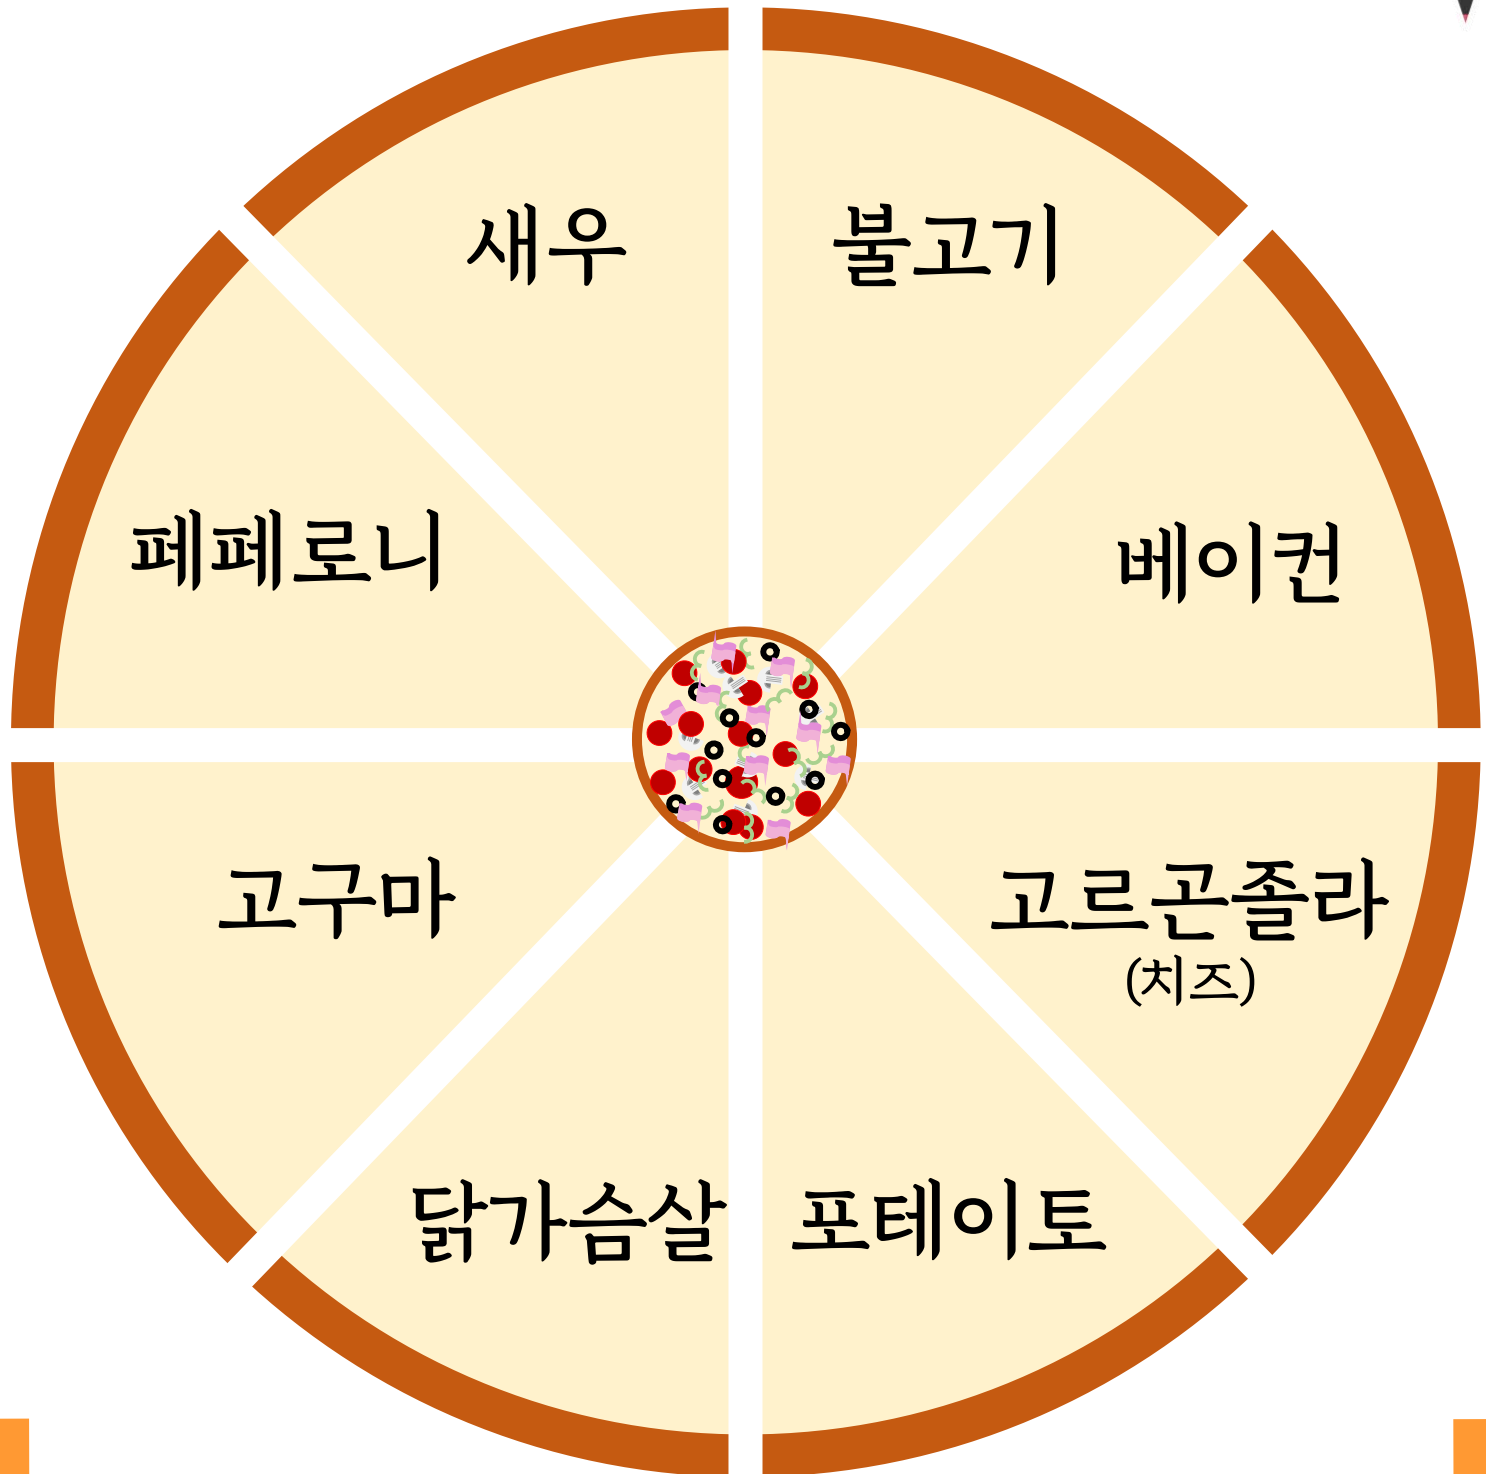 새우
불고기
페페로니
베이컨
고구마
고르곤졸라
(치즈)
닭가슴살
포테이토